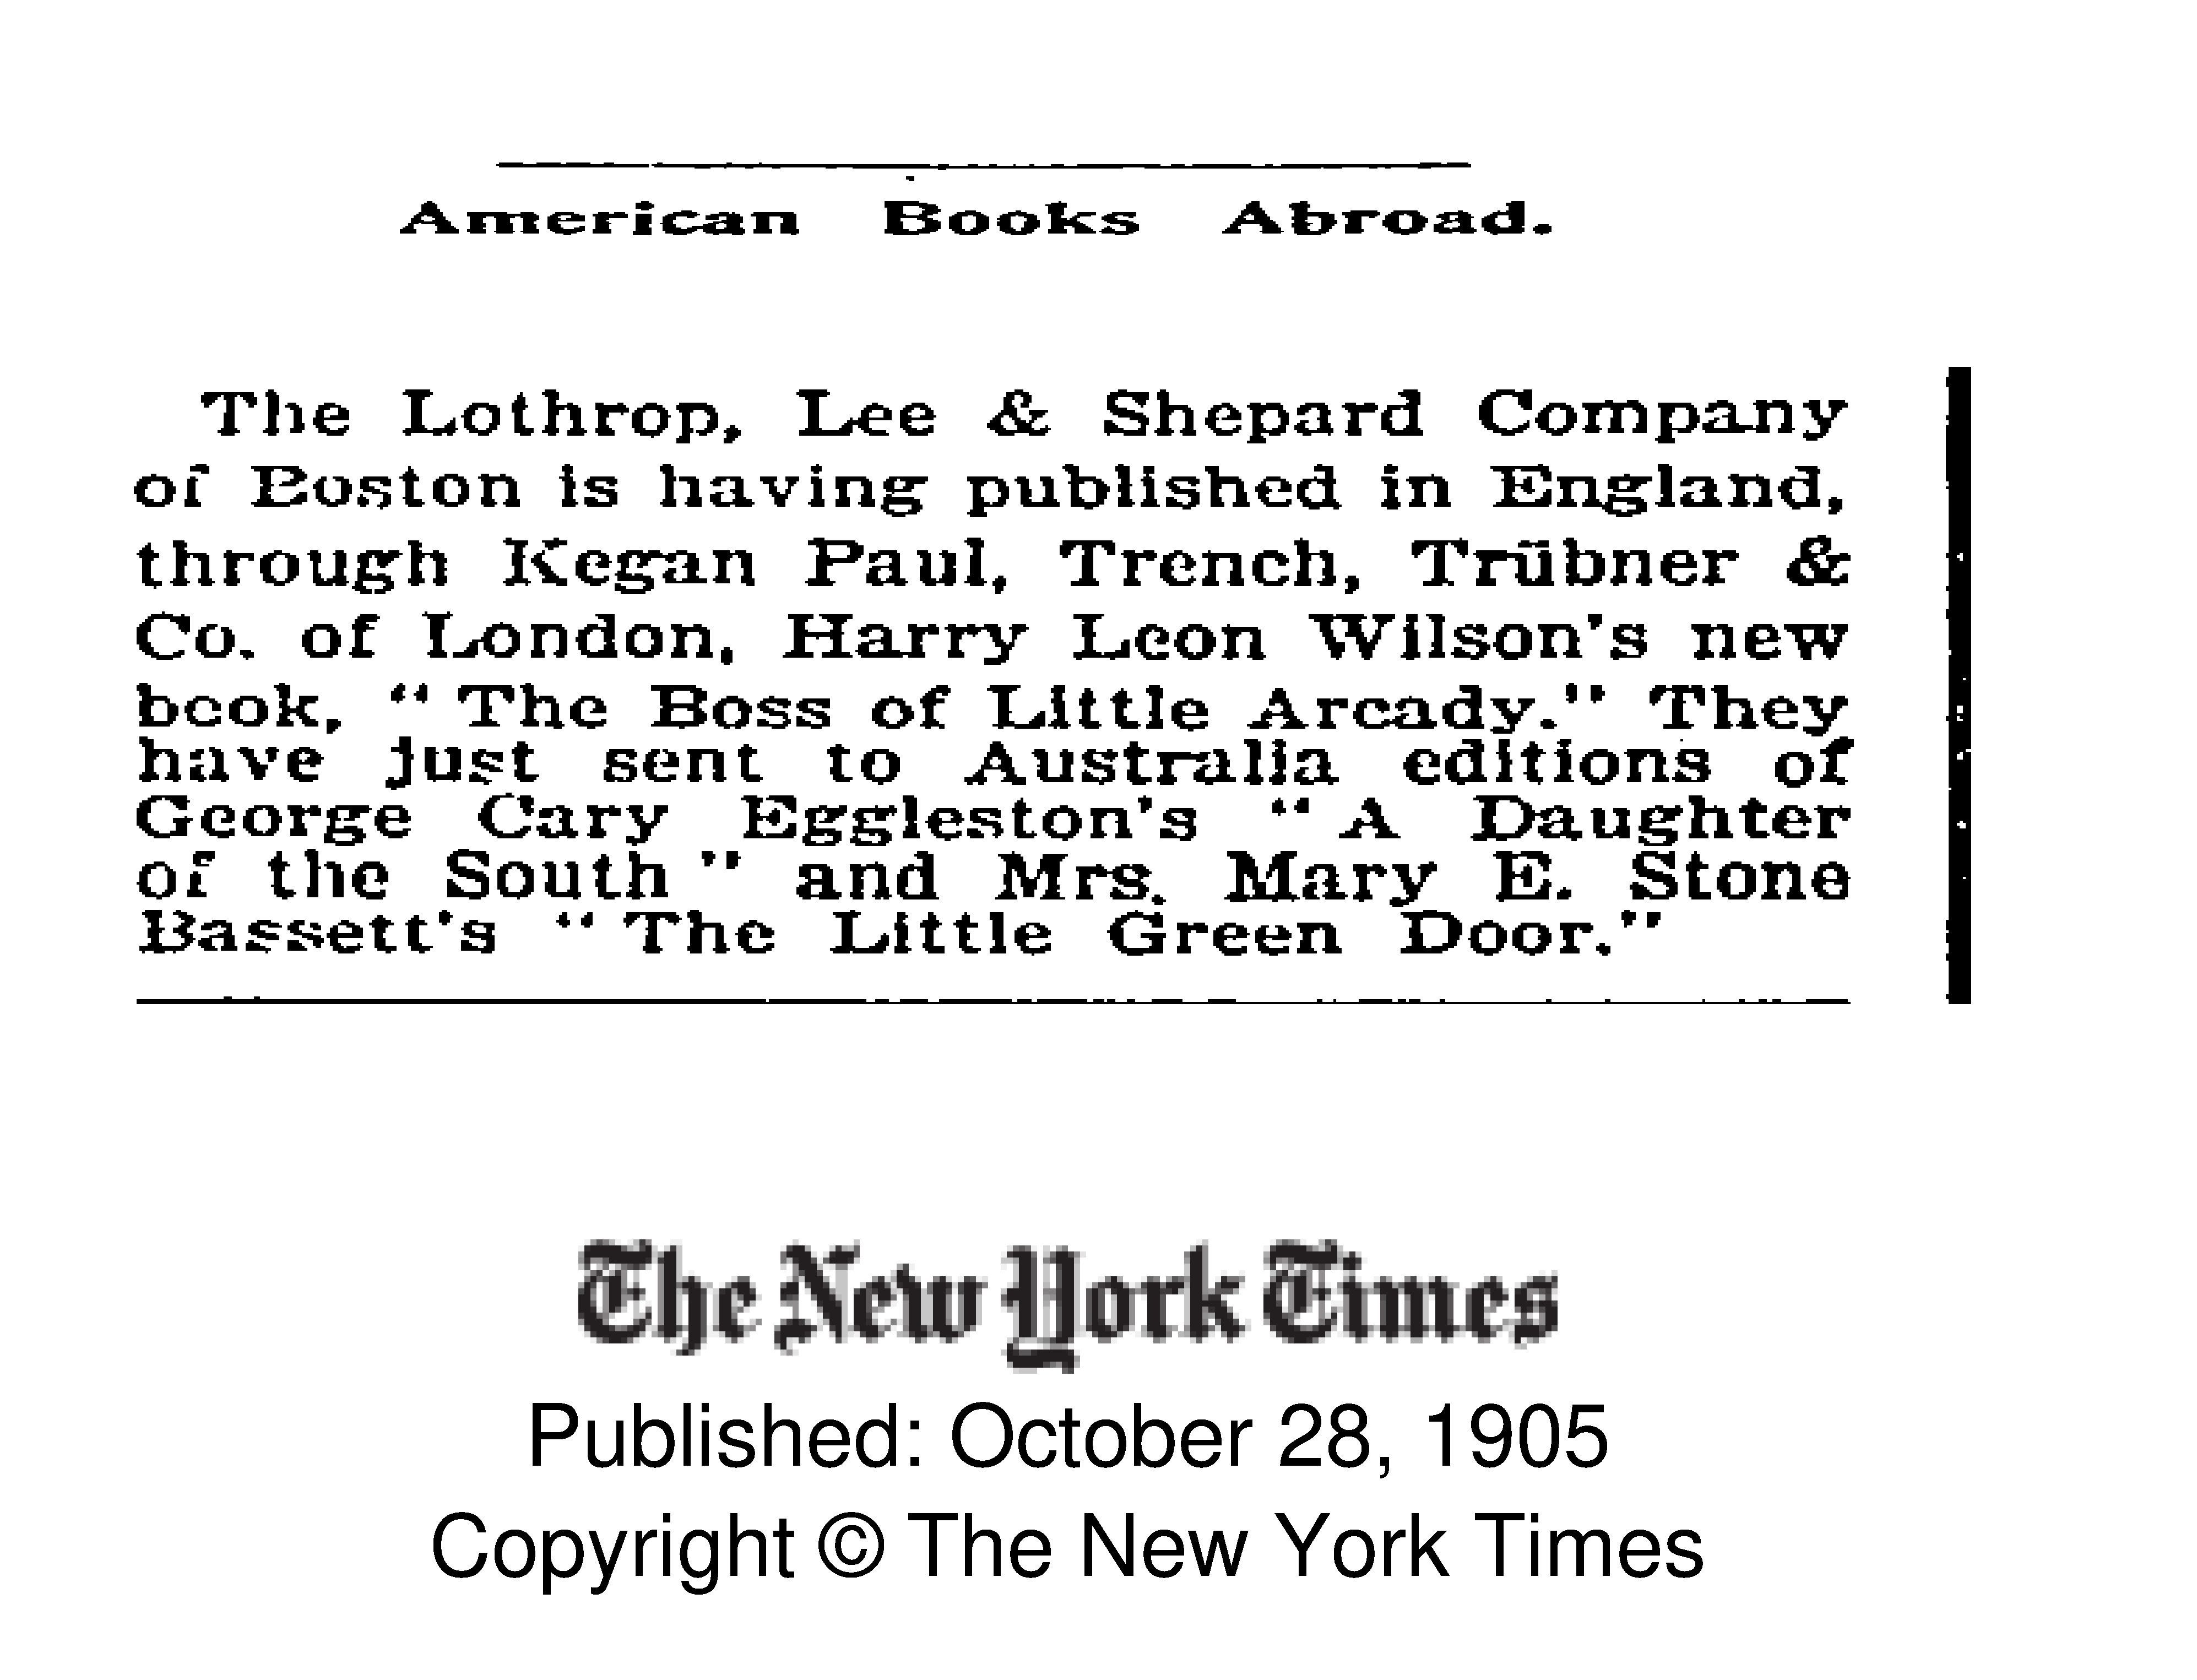 American Books Abroad.
The Lothrop, Lee & Shepard Company
of Boston is having published in England,
through Kegan Paul, Trench, Trübner &
Co. of London, Harry Leon Wilson's new
book, "The Boss of Little Arcady." They
have just sent to Australia editions of
George Cary Eggleston's "A Daughter
of the South" and Mrs. Mary E. Stone
Bassett's "The Little Green Door."
The New York Times
Published: October 28, 1905
Copyright © The New York Times